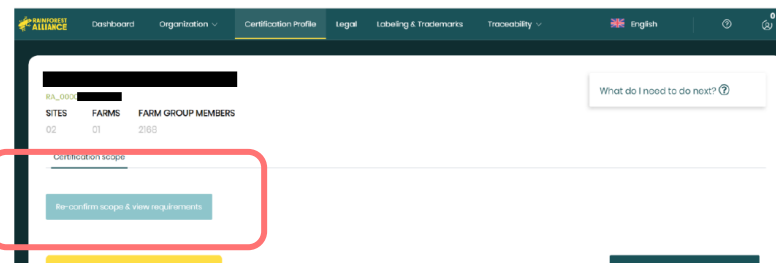 RAINFOREST ALLIANCE Dashboard Organization Certification Profile Legal Labeling & Trademarks Traceability English 0
What do I need to do next?
RA_000
SITES FARMS FARM GROUP MEMBERS
02 01 2168
Certification scope
Re-confirm scope & view requirements